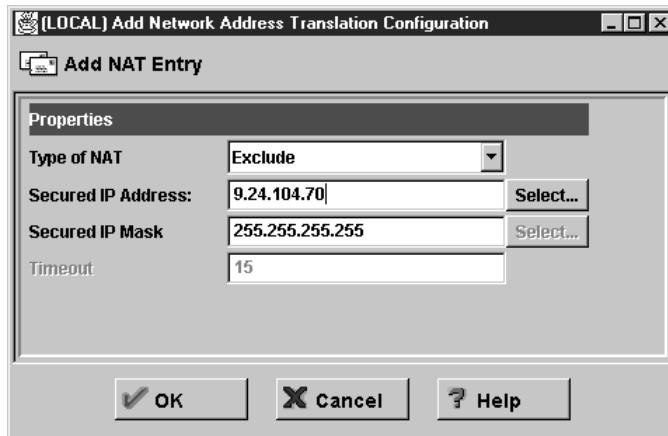 (LOCAL) Add Network Address Translation Configuration
Add NAT Entry
Properties
Type of NAT Exclude
Secured IP Address: 9.24.104.70 Select...
Secured IP Mask 255.255.255.255 Select...
Timeout 15
OK Cancel ? Help